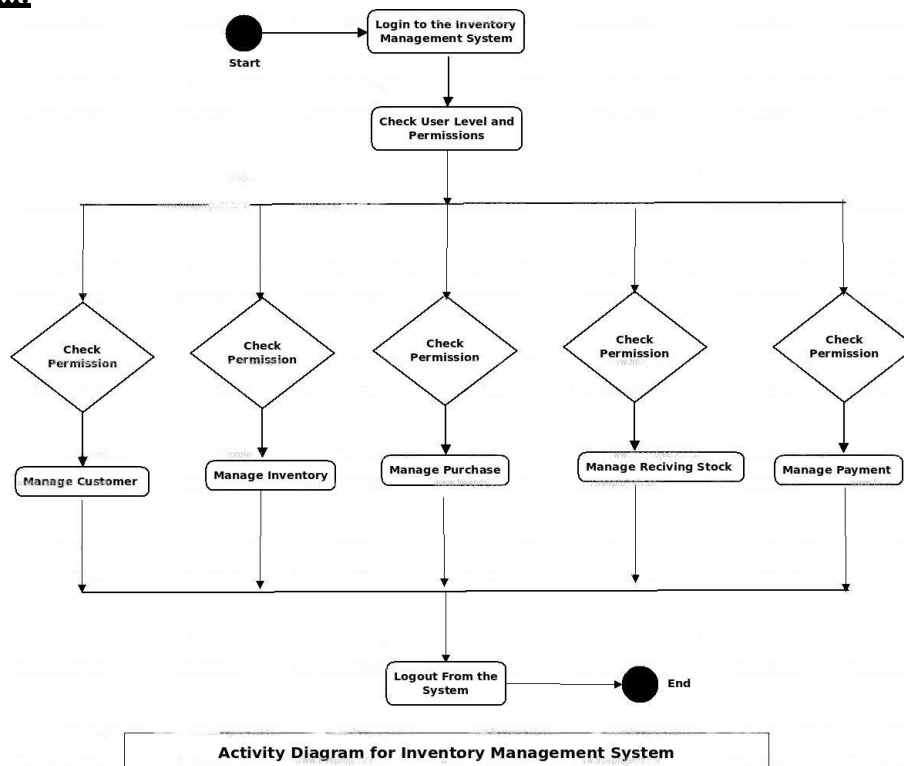 Login to the Inventory
Management System
Start
Check User Level and
Permissions
Check
Permission
Check
Permission
Check
Permission
Check
Permission
Check
Permission
Manage Customer
Manage Inventory
Manage Purchase
Manage Reciving Stock
Manage Payment
Logout From the
System
End
Activity Diagram for Inventory Management System